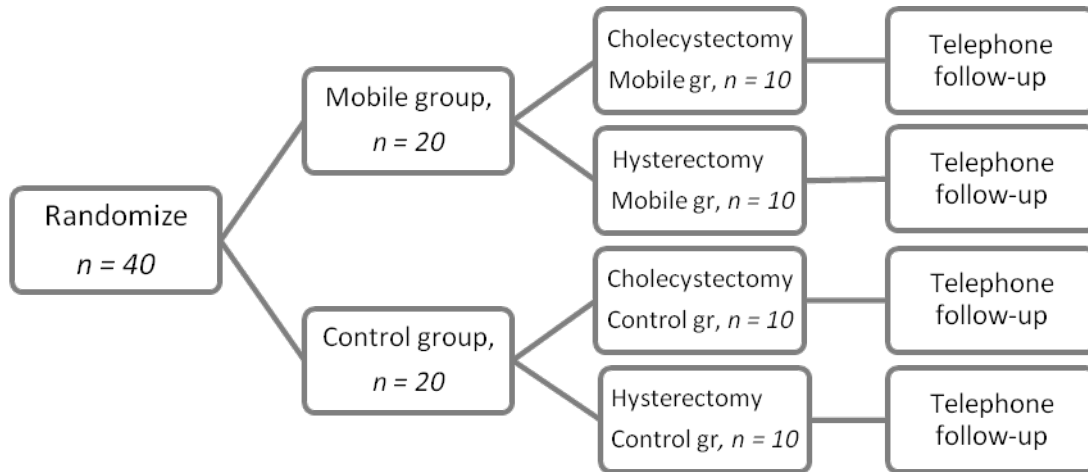 Randomize
n = 40
Mobile group,
n = 20
Control group,
n = 20
Cholecystectomy
Mobile gr, n = 10
Hysterectomy
Mobile gr, n = 10
Cholecystectomy
Control gr, n = 10
Hysterectomy
Control gr, n = 10
Telephone
follow-up
Telephone
follow-up
Telephone
follow-up
Telephone
follow-up